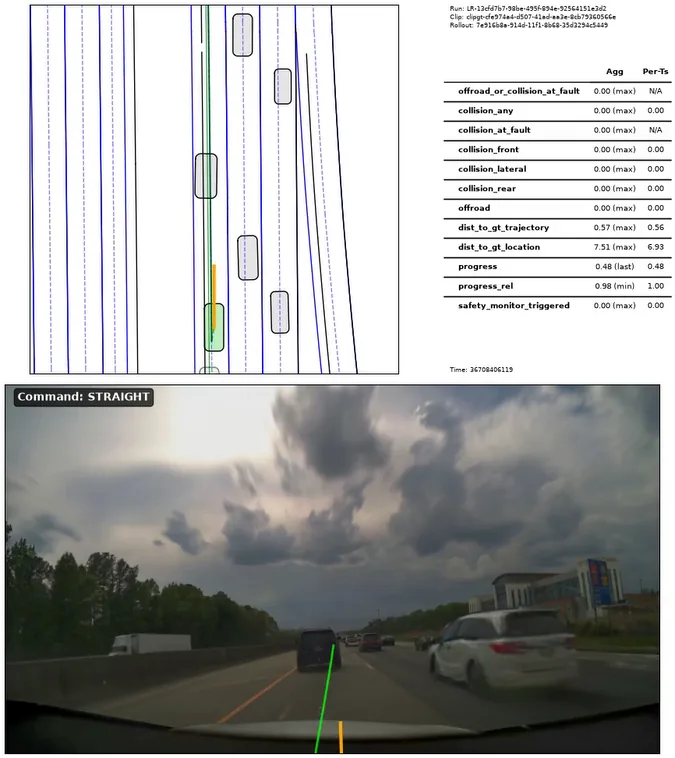 Run: LR-13cfd7b7-98be-495f-894e-92564151e3d2
Clip: clipgt-cfe974a4-d507-41ad-aa3e-8cb79360566e
Rollout: 7e916b8a-914d-11f1-8b68-35d3294c5449
Agg Per-Ts
offroad_or_collision_at_fault 0.00 (max) N/A
collision_any 0.00 (max) 0.00
collision_at_fault 0.00 (max) N/A
collision_front 0.00 (max) 0.00
collision_lateral 0.00 (max) 0.00
collision_rear 0.00 (max) 0.00
offroad 0.00 (max) 0.00
dist_to_gt_trajectory 0.57 (max) 0.56
dist_to_gt_location 7.51 (max) 6.93
progress 0.48 (last) 0.48
progress_rel 0.98 (min) 1.00
safety_monitor_triggered 0.00 (max) 0.00
Time: 36708406119
Command: STRAIGHT